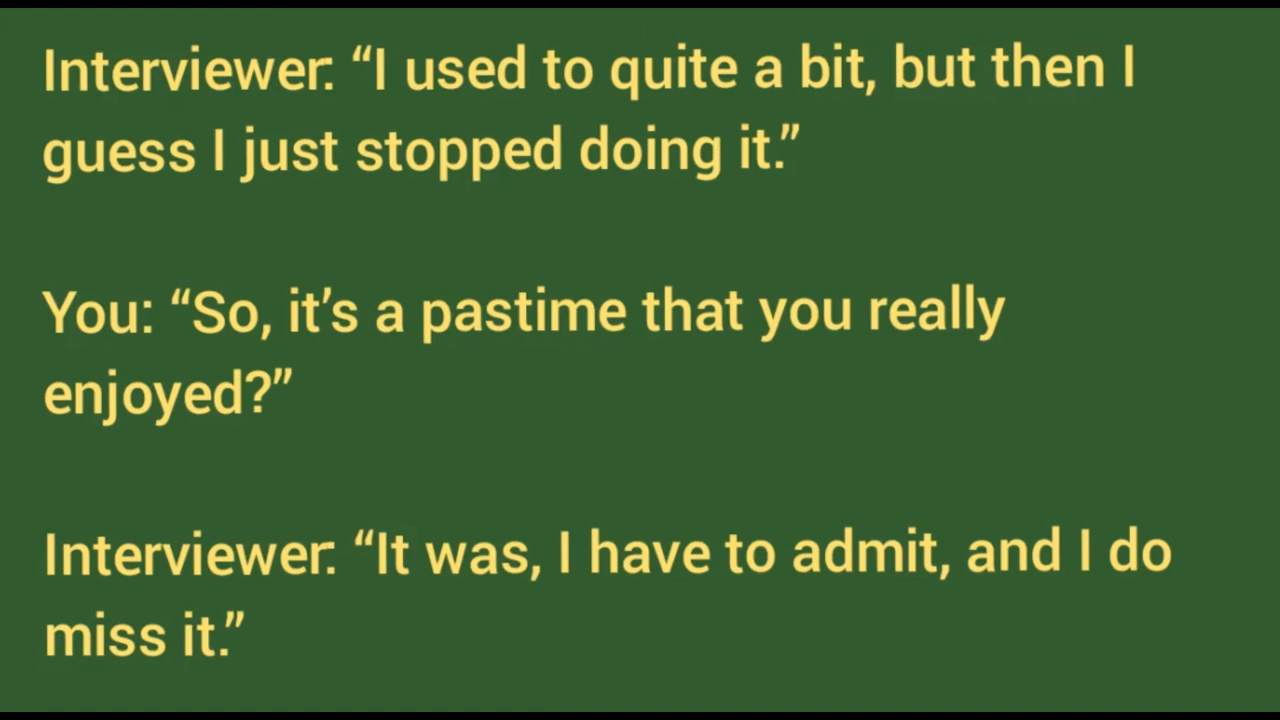 Interviewer: “I used to quite a bit, but then I
guess I just stopped doing it.”
You: “So, it’s a pastime that you really
enjoyed?”
Interviewer: “It was, I have to admit, and I do
miss it.”